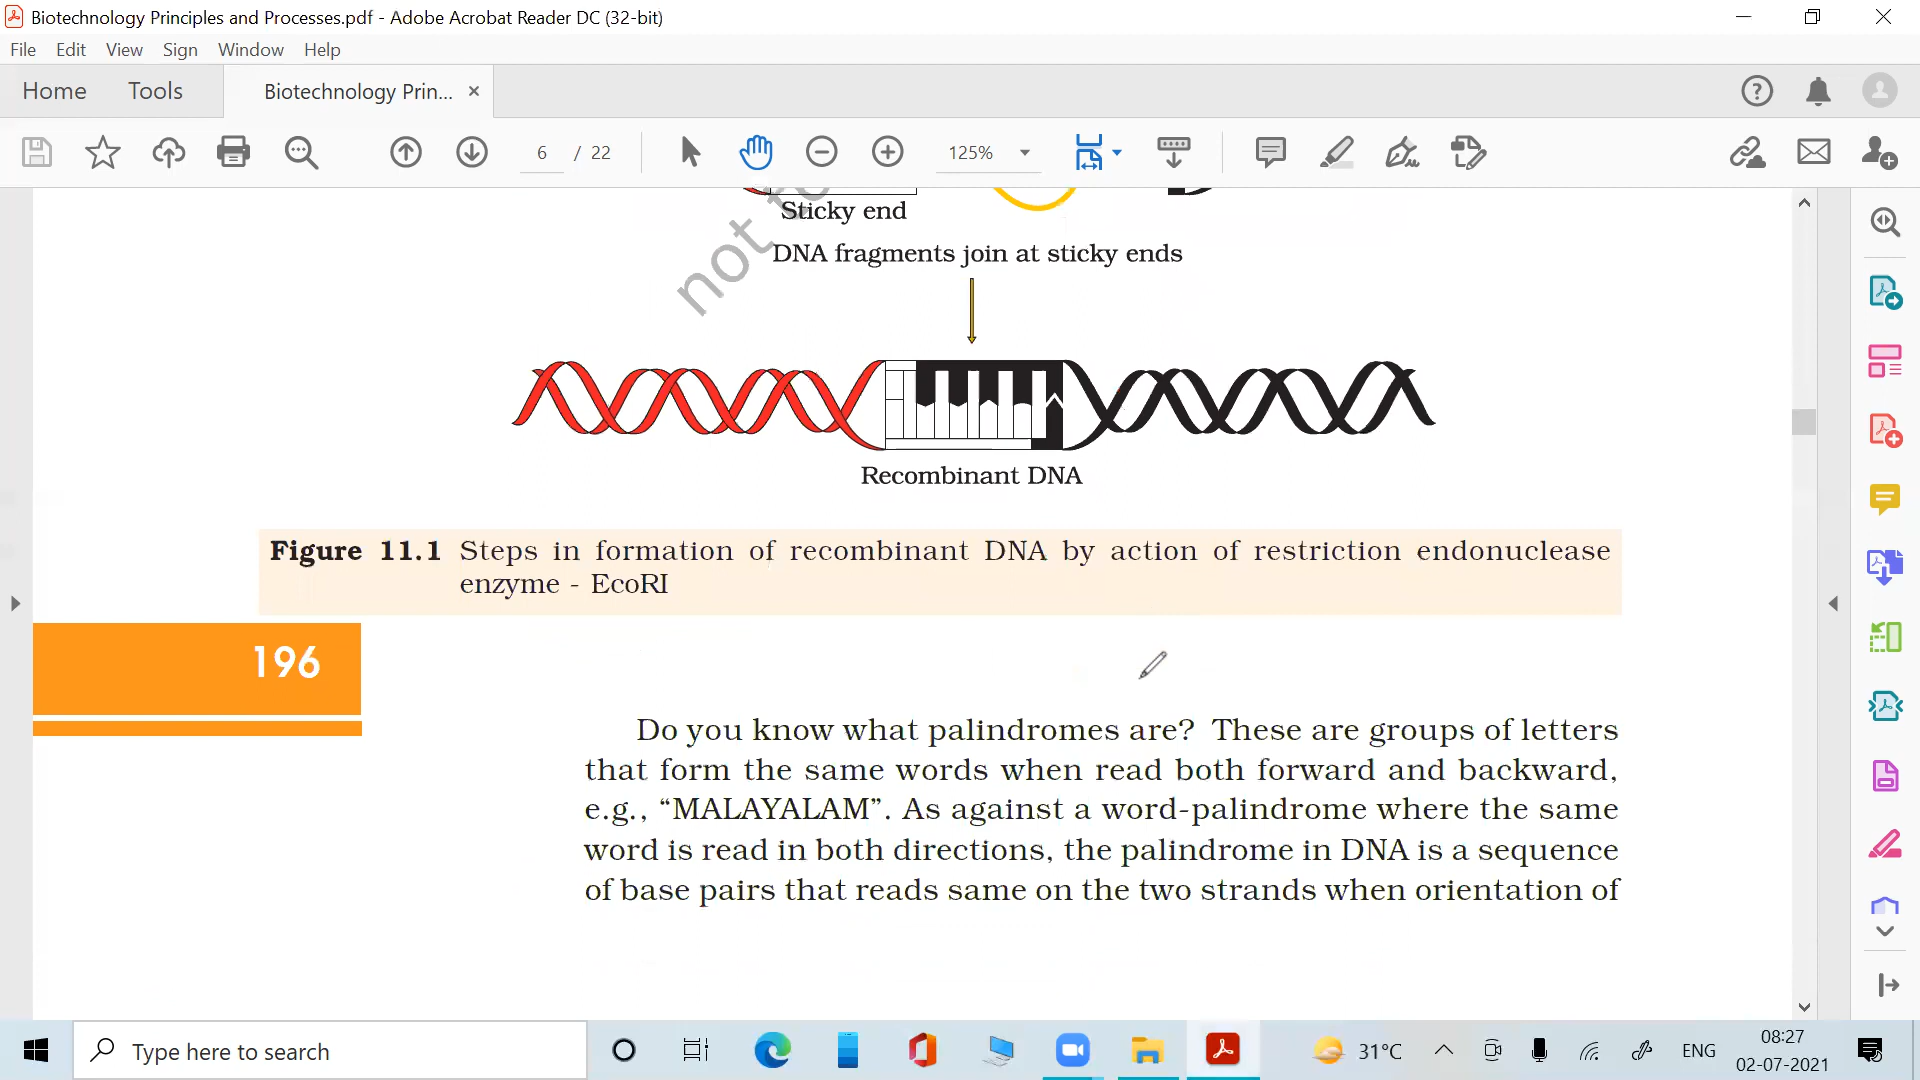 Biotechnology Principles and Processes.pdf - Adobe Acrobat Reader DC (32-bit)
File Edit View Sign Window Help
Home Tools Biotechnology Prin... ×
6 / 22 125%
not fo
Sticky end
DNA fragments join at sticky ends
Recombinant DNA
Figure 11.1 Steps in formation of recombinant DNA by action of restriction endonuclease
enzyme - EcoRI
196
Do you know what palindromes are? These are groups of letters
that form the same words when read both forward and backward,
e.g., “MALAYALAM”. As against a word-palindrome where the same
word is read in both directions, the palindrome in DNA is a sequence
of base pairs that reads same on the two strands when orientation of
Type here to search
31°C
ENG
08:27
02-07-2021